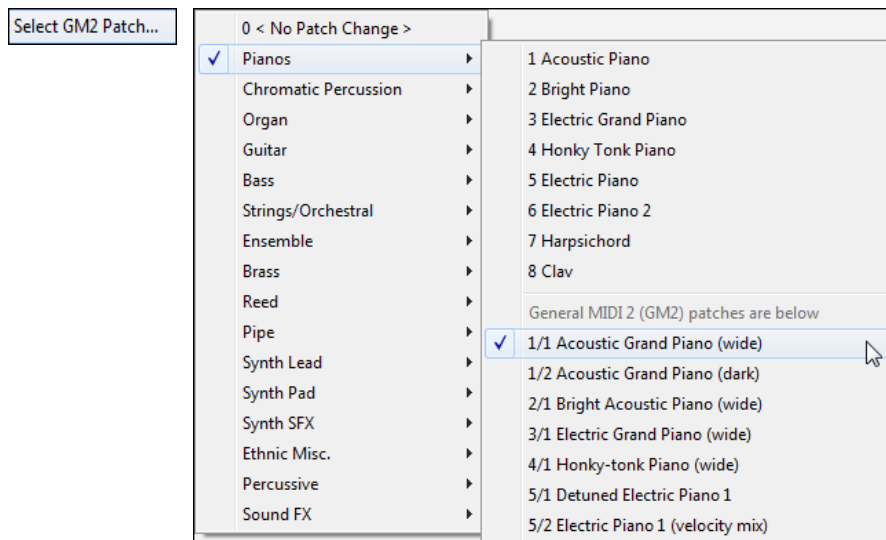 Select GM2 Patch...
0 < No Patch Change >
Pianos
Chromatic Percussion
Organ
Guitar
Bass
Strings/Orchestral
Ensemble
Brass
Reed
Pipe
Synth Lead
Synth Pad
Synth SFX
Ethnic Misc.
Percussive
Sound FX
1 Acoustic Piano
2 Bright Piano
3 Electric Grand Piano
4 Honky Tonk Piano
5 Electric Piano
6 Electric Piano 2
7 Harpsichord
8 Clav
General MIDI 2 (GM2) patches are below
1/1 Acoustic Grand Piano (wide)
1/2 Acoustic Grand Piano (dark)
2/1 Bright Acoustic Piano (wide)
3/1 Electric Grand Piano (wide)
4/1 Honky-tonk Piano (wide)
5/1 Detuned Electric Piano 1
5/2 Electric Piano 1 (velocity mix)